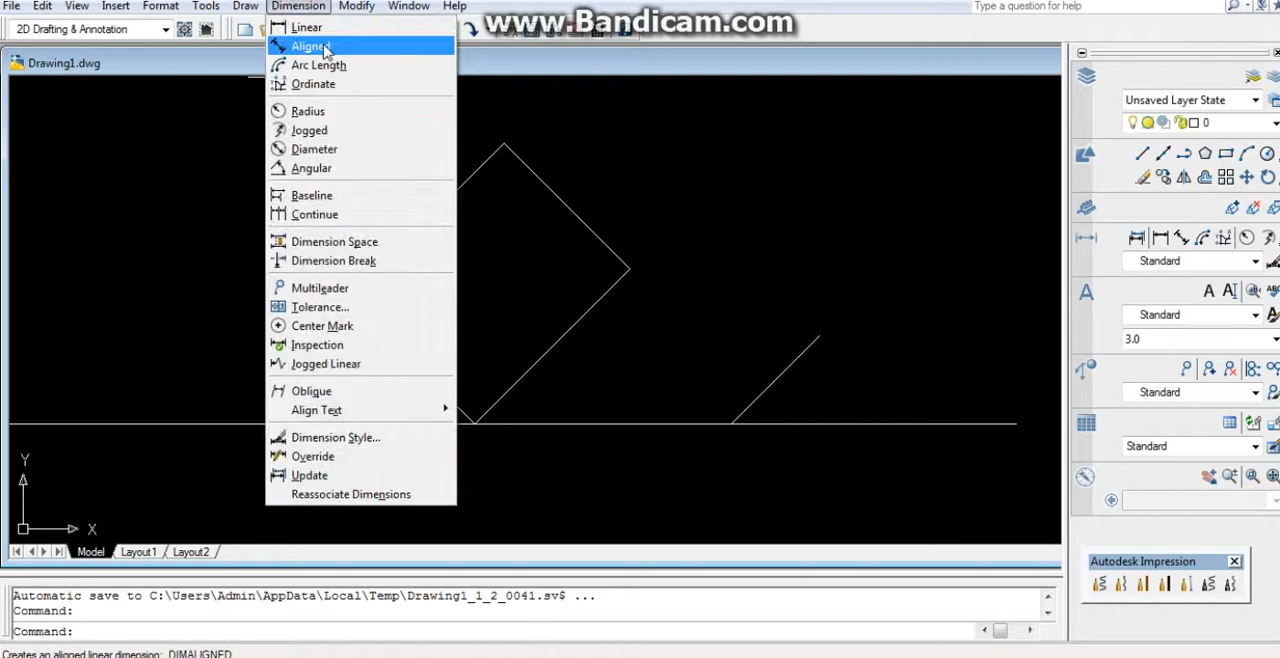 File Edit View Insert Format Tools Draw Dimension Modify Window Help
Type a question for help
www.Bandicam.com
2D Drafting & Annotation
Drawing1.dwg
Linear
Aligned
Arc Length
Ordinate
Radius
Jogged
Diameter
Angular
Baseline
Continue
Dimension Space
Dimension Break
Multileader
Tolerance...
Center Mark
Inspection
Jogged Linear
Oblique
Align Text
Dimension Style...
Override
Update
Reassociate Dimensions
Unsaved Layer State
0
Standard
Standard
3.0
Standard
Standard
Y
X
Model Layout1 Layout2
Autodesk Impression
Automatic save to C:\Users\Admin\AppData\Local\Temp\Drawing1_1_2_0041.sv$ ...
Command:
Command:
Creates an aligned linear dimension: DIMALIGNED